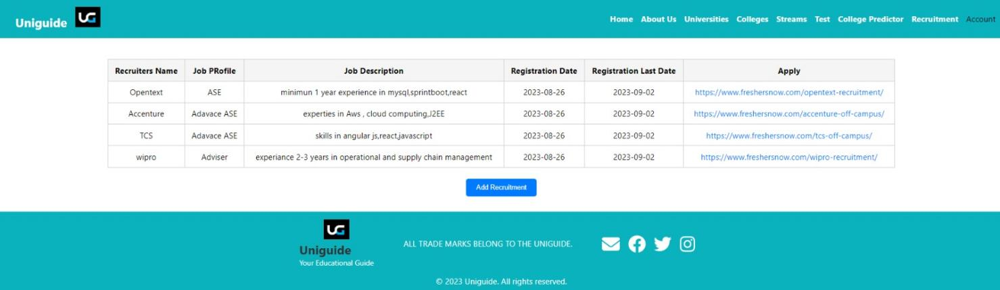 Uniguide UG Home About Us Universities Colleges Streams Test College Predictor Recruitment Account
Recruiters Name Job PRofile Job Description Registration Date Registration Last Date Apply
Opentext ASE minimun 1 year experience in mysql,sprintboot,react 2023-08-26 2023-09-02 https://www.freshersnow.com/opentext-recruitment/
Accenture Adavace ASE experties in Aws , cloud computing,J2EE 2023-08-26 2023-09-02 https://www.freshersnow.com/accenture-off-campus/
TCS Adavace ASE skills in angular js,react,javascript 2023-08-26 2023-09-02 https://www.freshersnow.com/tcs-off-campus/
wipro Adviser experiance 2-3 years in operational and supply chain management 2023-08-26 2023-09-02 https://www.freshersnow.com/wipro-recruitment/
Add Recruitment
UG
Uniguide
Your Educational Guide
ALL TRADE MARKS BELONG TO THE UNIGUIDE.
© 2023 Uniguide. All rights reserved.